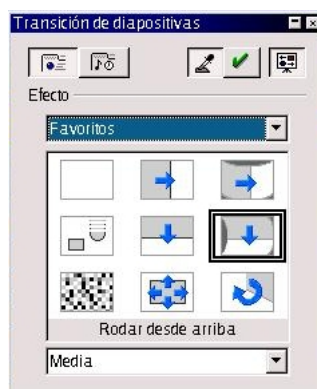 Transición de diapositivas
Efecto
Favoritos
Rodar desde arriba
Media